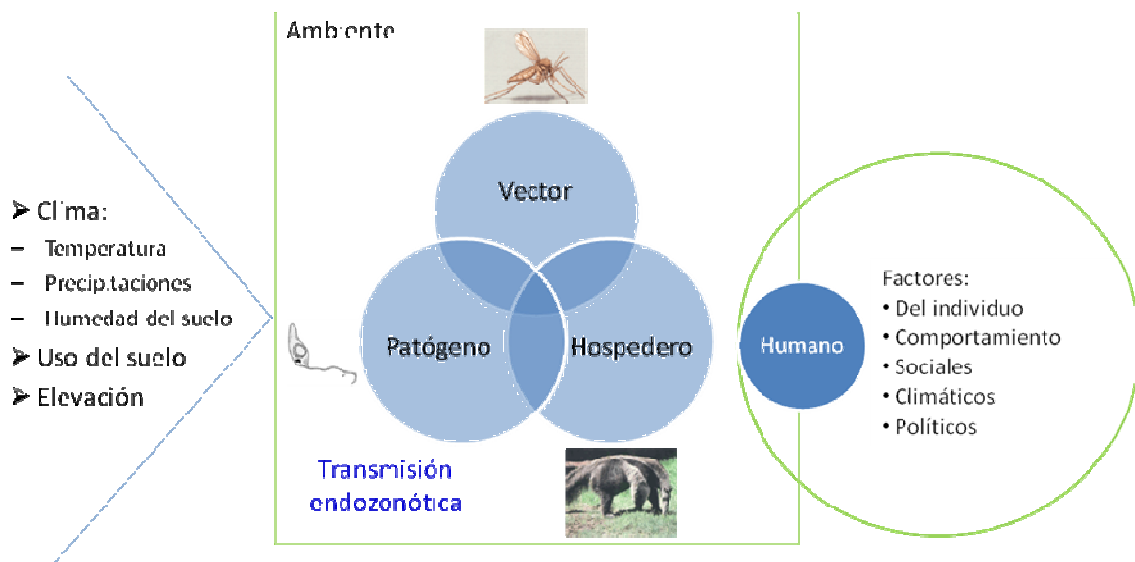 Ambiente
Vector
Patógeno
Hospedero
Transmisión
endozonótica
➤ Clima:
– Temperatura
– Precipitaciones
– Humedad del suelo
➤ Uso del suelo
➤ Elevación
Humano
Factores:
• Del individuo
• Comportamiento
• Sociales
• Climáticos
• Políticos